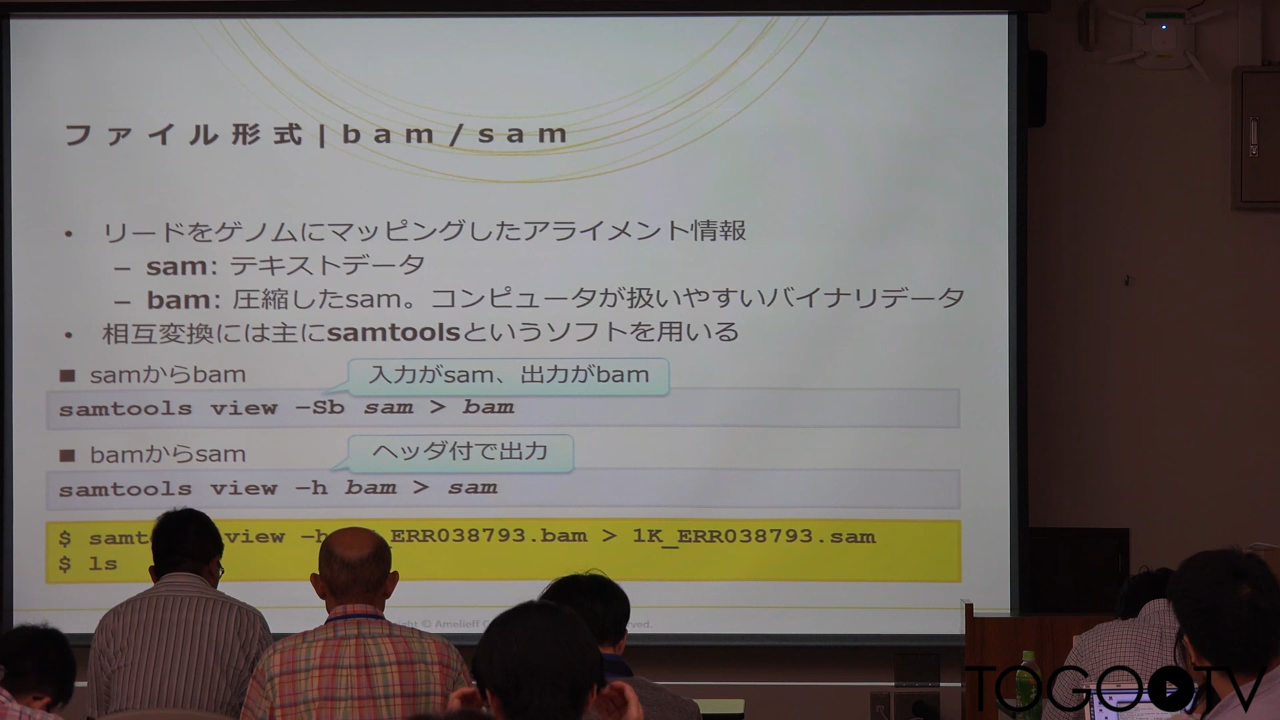 ファイル形式|bam/sam
• リードをゲノムにマッピングしたアライメント情報
– sam: テキストデータ
– bam: 圧縮したsam。コンピュータが扱いやすいバイナリデータ
• 相互変換には主にsamtoolsというソフトを用いる
■ samからbam
入力がsam、出力がbam
samtools view –Sb sam > bam
■ bamからsam
ヘッダ付で出力
samtools view –h bam > sam
$ view _ERR038793.bam > 1K_ERR038793.sam
$ ls
© Amelieff
TOGO TV